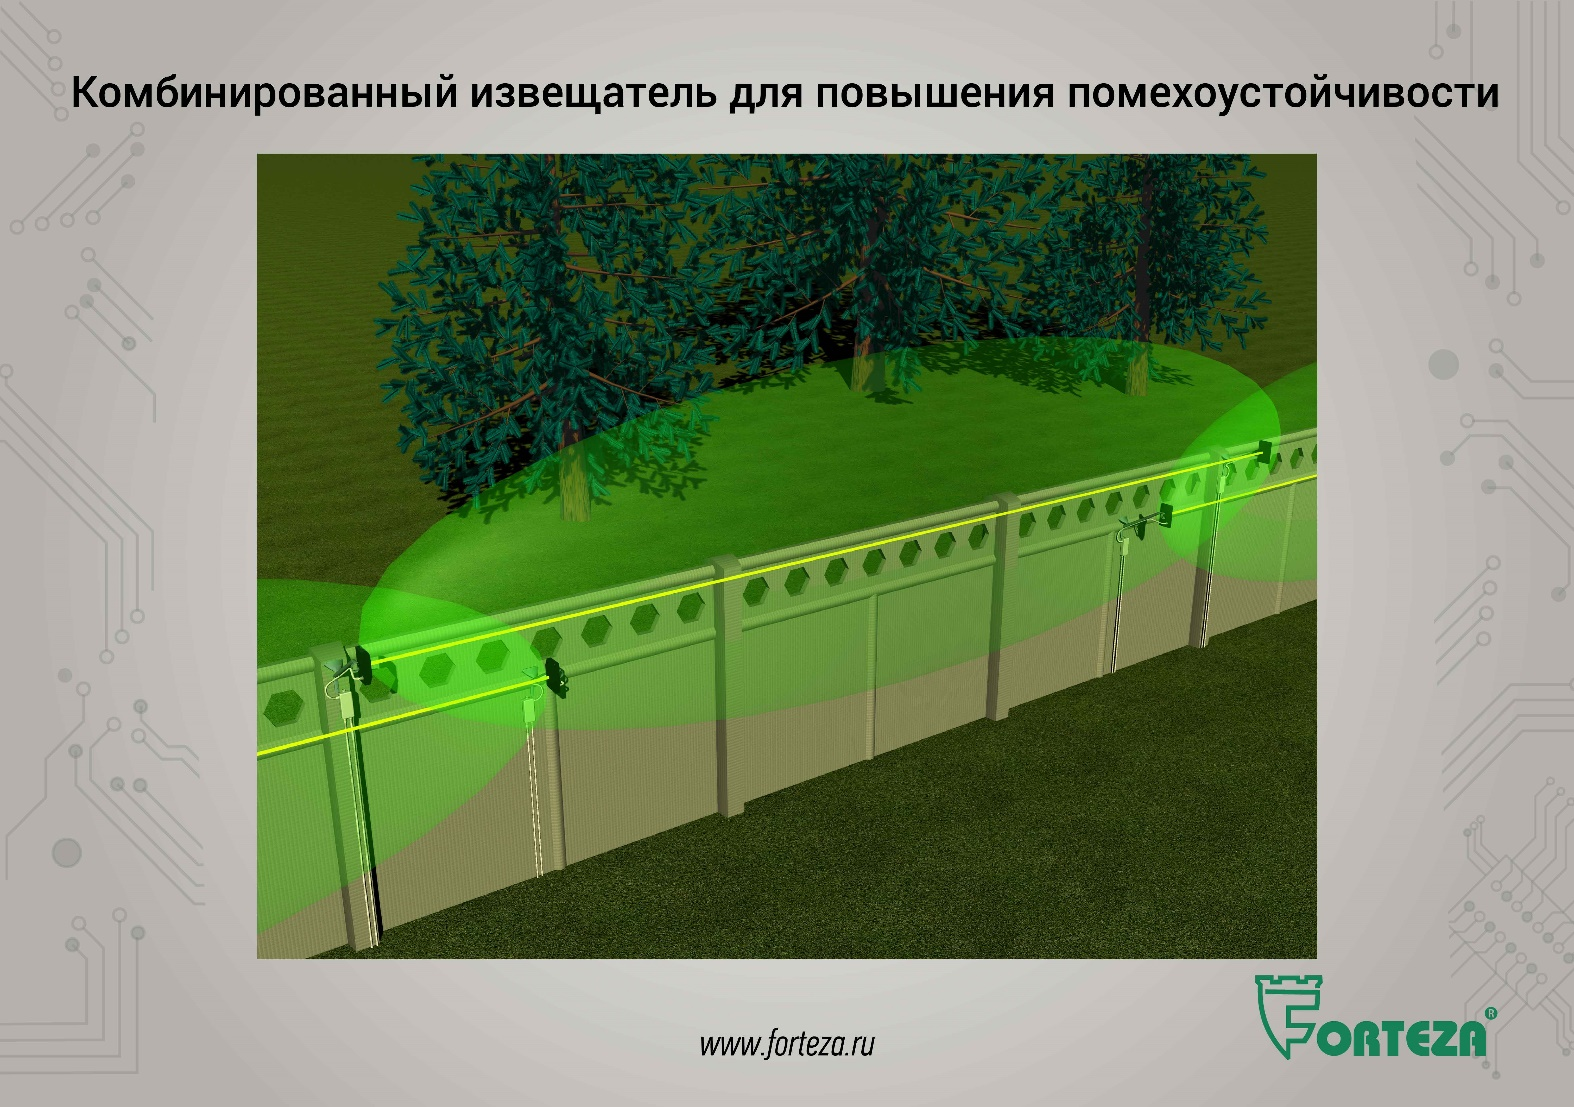 Комбинированный извещатель для повышения помехоустойчивости
www.forteza.ru
FORTEZA®